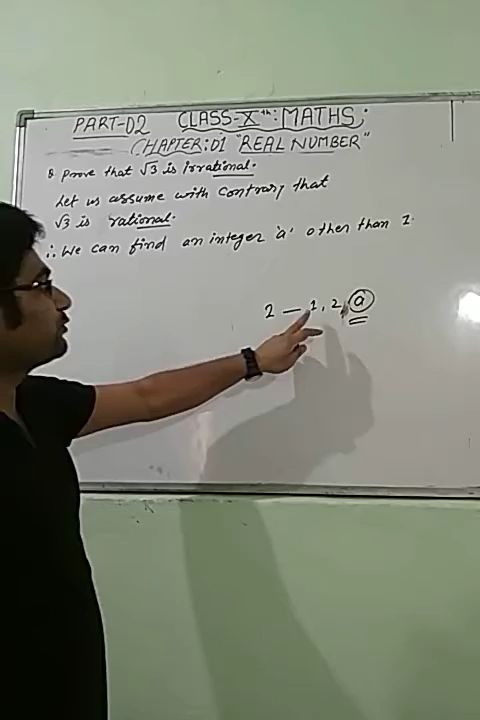 PART-02 CLASS-Xth: MATHS:
CHAPTER:01 "REAL NUMBER"
Q. Prove that √3 is irrational.
Let us assume with contrary that
√3 is rational.
∴ We can find an integer 'a' other than 1.
2 — 1, 2, a